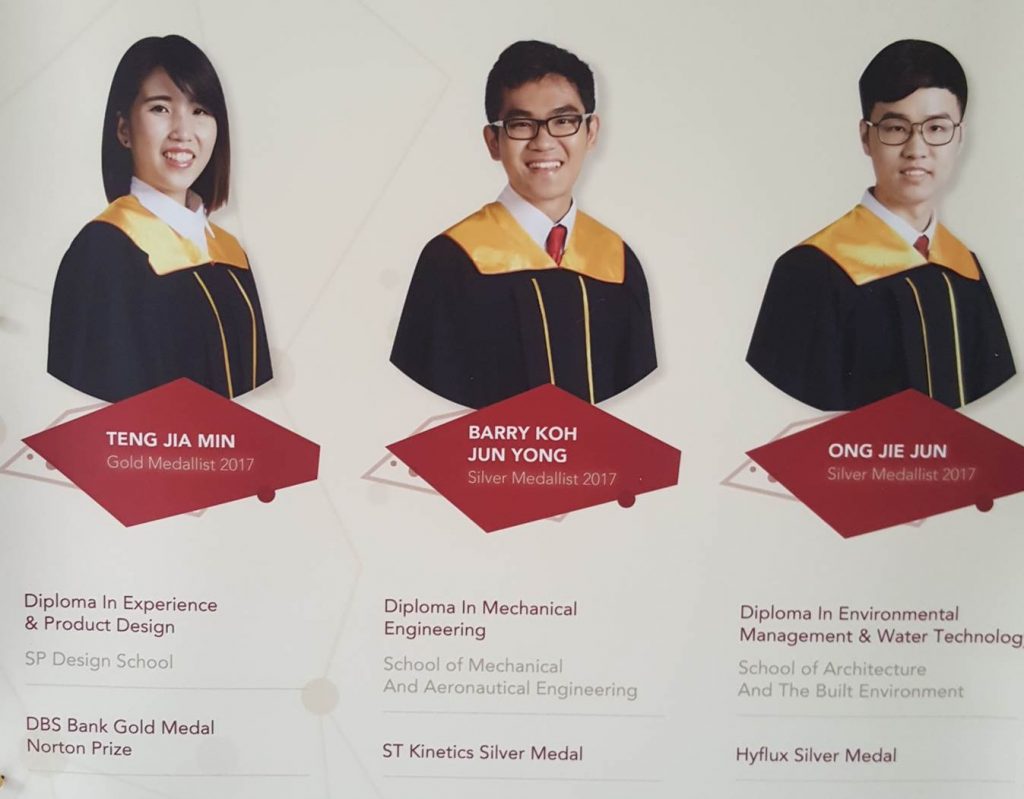 TENG JIA MIN
Gold Medallist 2017
Diploma In Experience
& Product Design
SP Design School
DBS Bank Gold Medal
Norton Prize
BARRY KOH
JUN YONG
Silver Medallist 2017
Diploma In Mechanical
Engineering
School of Mechanical
And Aeronautical Engineering
ST Kinetics Silver Medal
ONG JIE JUN
Silver Medallist 2017
Diploma In Environmental
Management & Water Technolog
School of Architecture
And The Built Environment
Hyflux Silver Medal